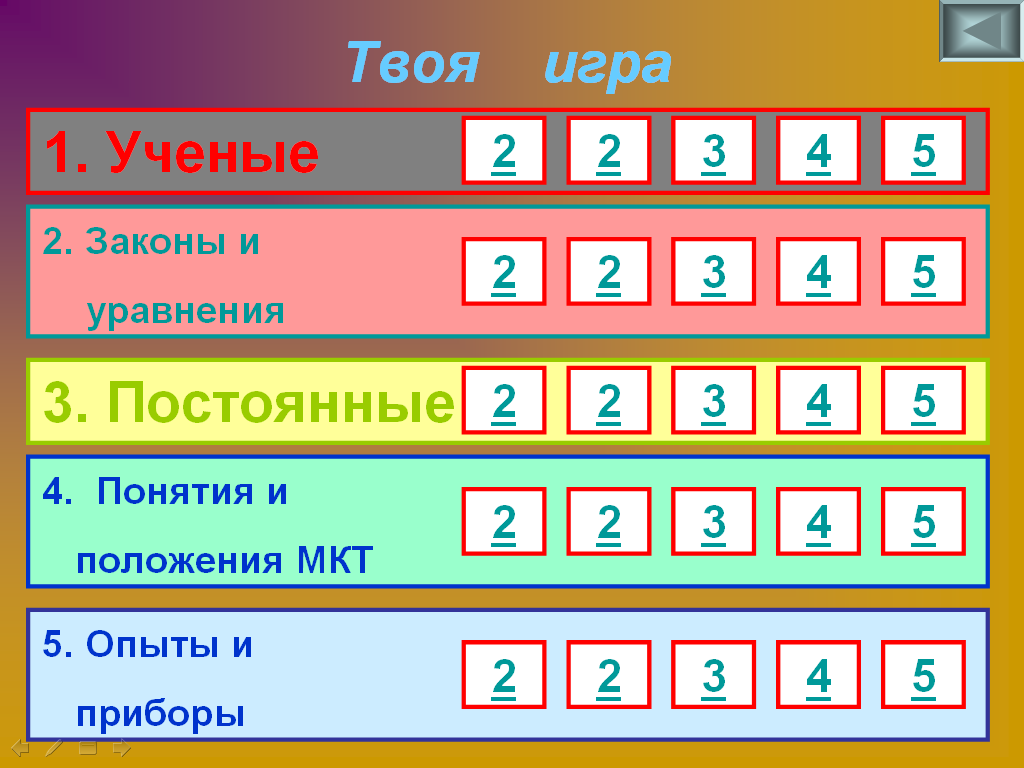 Твоя игра
1. Ученые 2 2 3 4 5
2. Законы и
уравнения 2 2 3 4 5
3. Постоянные 2 2 3 4 5
4. Понятия и
положения МКТ 2 2 3 4 5
5. Опыты и
приборы 2 2 3 4 5